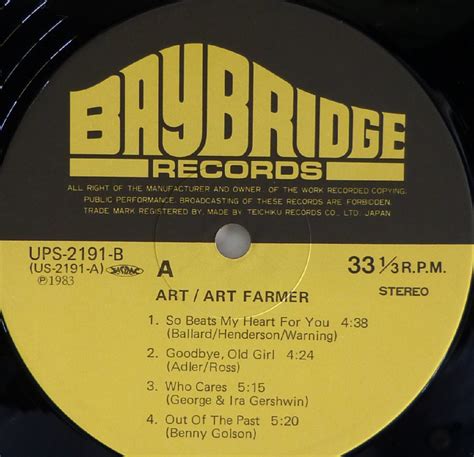 BAYBRIDGE
RECORDS
ALL RIGHT OF THE MANUFACTURER AND OWNER OF THE WORK RECORDED COPYING.
PUBLIC PERFORMANCE. BROADCASTING OF THESE RECORDS ARE FORBIDDEN.
TRADE MARK REGISTERED BY. MADE BY TEICHIKU RECORDS CO., LTD. JAPAN
UPS-2191-B
(US-2191-A)
℗1983
A
33 1/3 R.P.M.
STEREO
ART / ART FARMER
1. So Beats My Heart For You 4:38
(Ballard/Henderson/Warning)
2. Goodbye, Old Girl 4:24
(Adler/Ross)
3. Who Cares 5:15
(George & Ira Gershwin)
4. Out Of The Past 5:20
(Benny Golson)